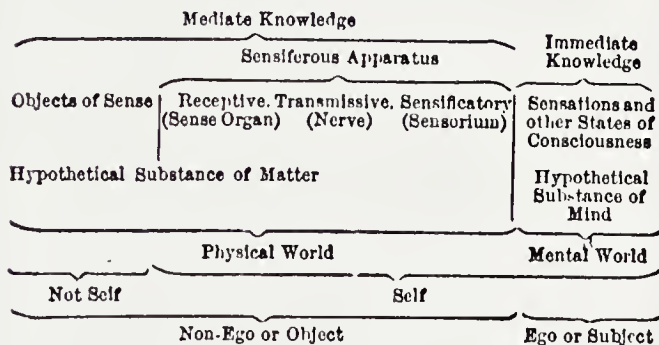 Mediate Knowledge
Immediate
Knowledge
Sensiferous Apparatus
Objects of Sense Receptive. Transmissive. Sensificatory Sensations and
(Sense Organ) (Nerve) (Sensorium) other States of
Consciousness
Hypothetical Substance of Matter Hypothetical
Substance of
Mind
Physical World Mental World
Not Self Self
Non-Ego or Object Ego or Subject